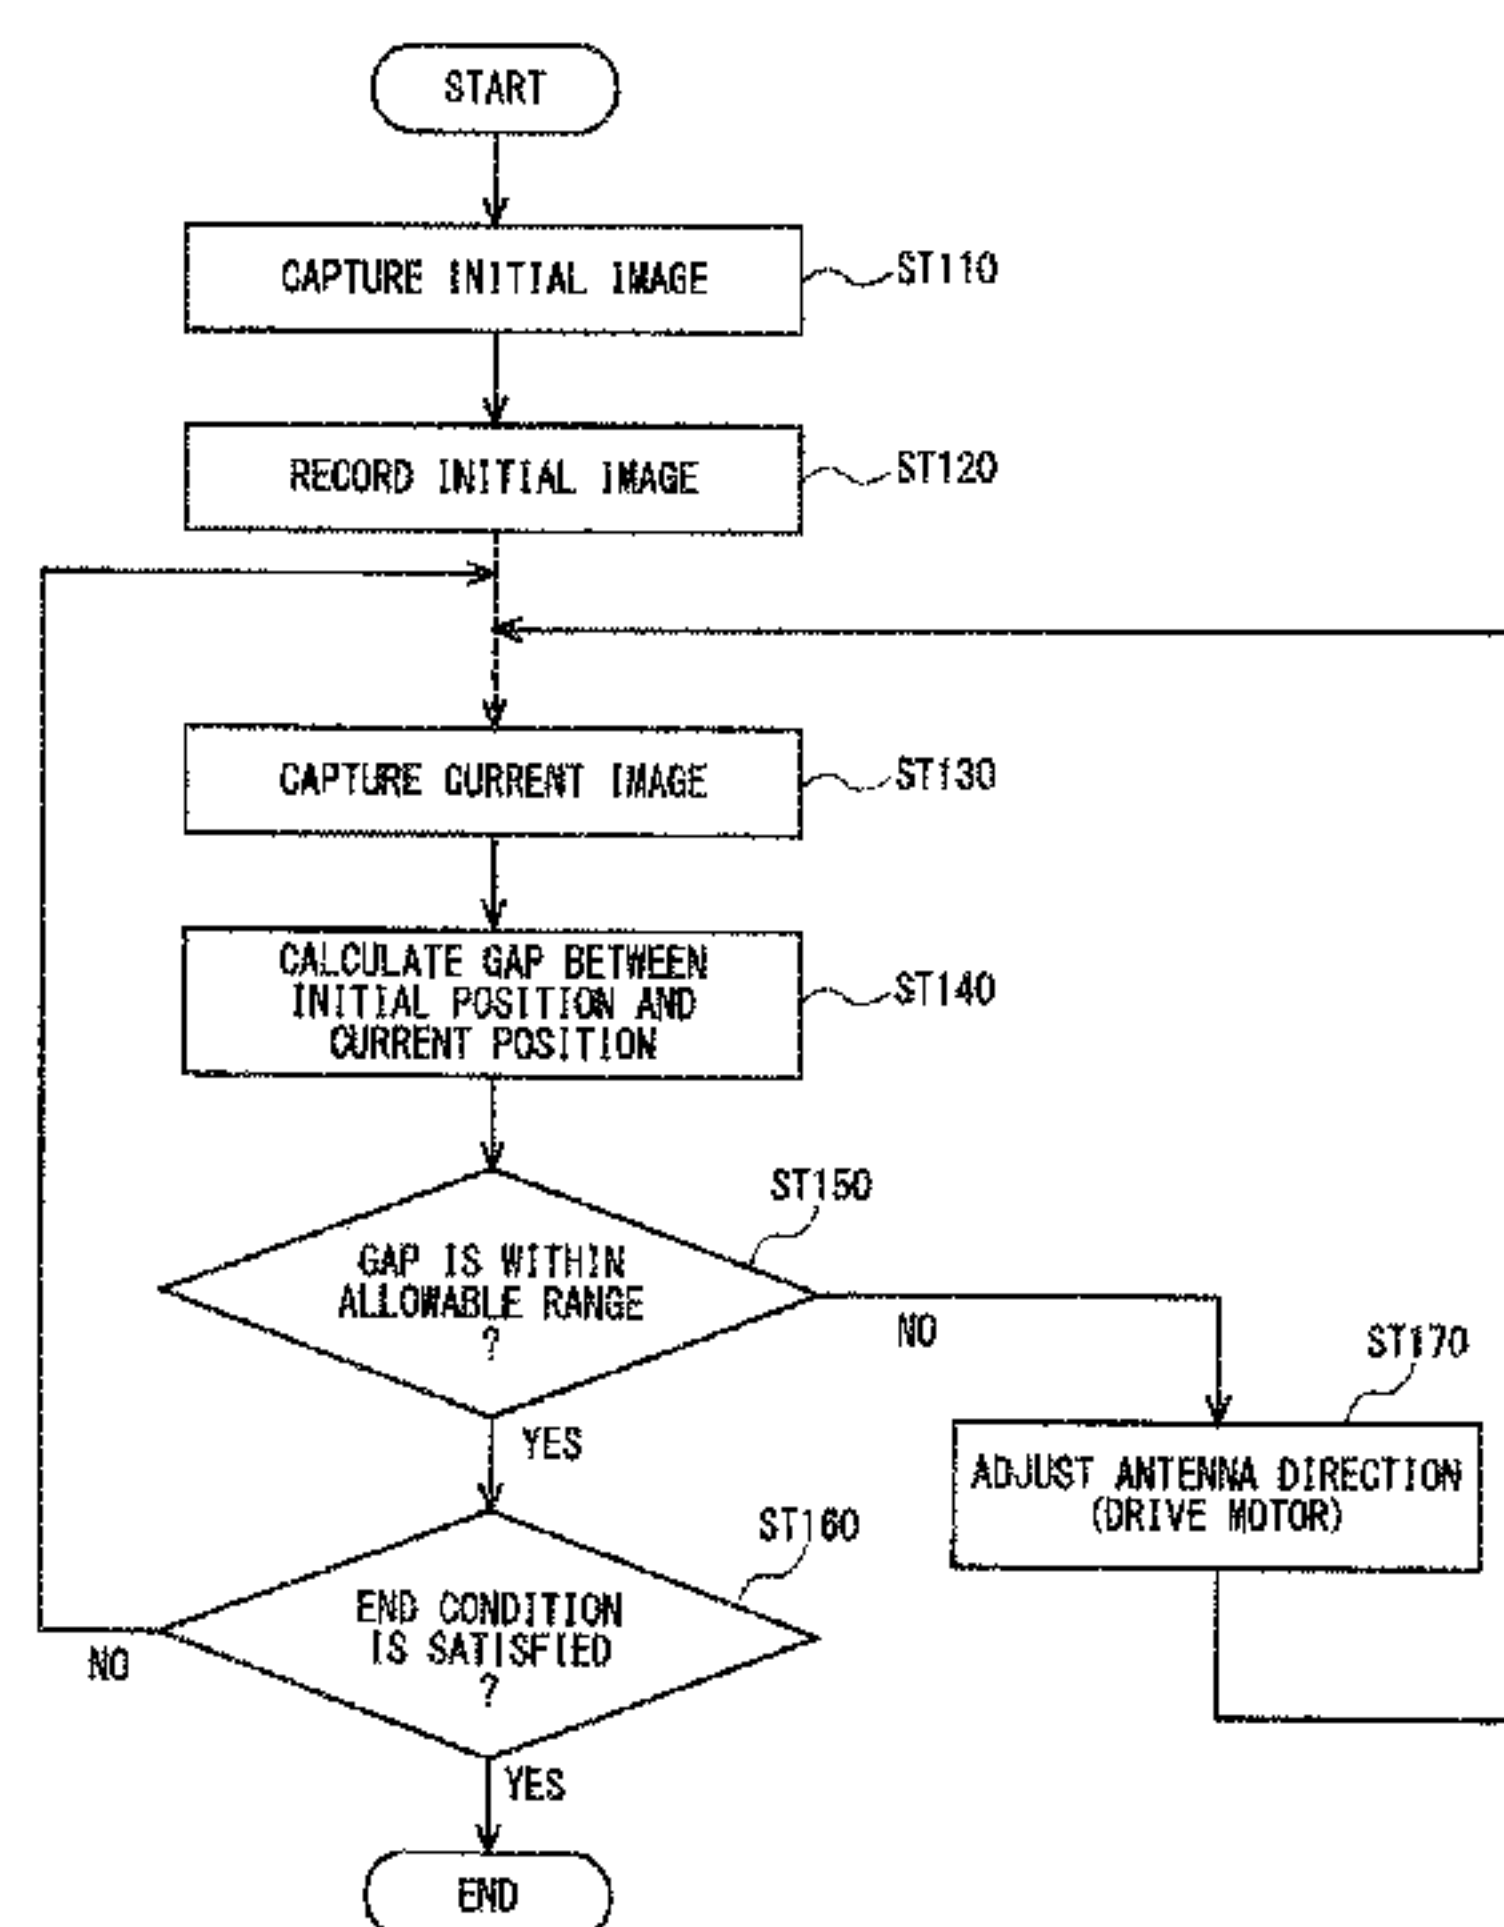 START
CAPTURE INITIAL IMAGE
ST110
RECORD INITIAL IMAGE
ST120
CAPTURE CURRENT IMAGE
ST130
CALCULATE GAP BETWEEN
INITIAL POSITION AND
CURRENT POSITION
ST140
ST150
GAP IS WITHIN
ALLOWABLE RANGE
?
NO
YES
ST170
ADJUST ANTENNA DIRECTION
(DRIVE MOTOR)
ST160
END CONDITION
IS SATISFIED
?
NO
YES
END